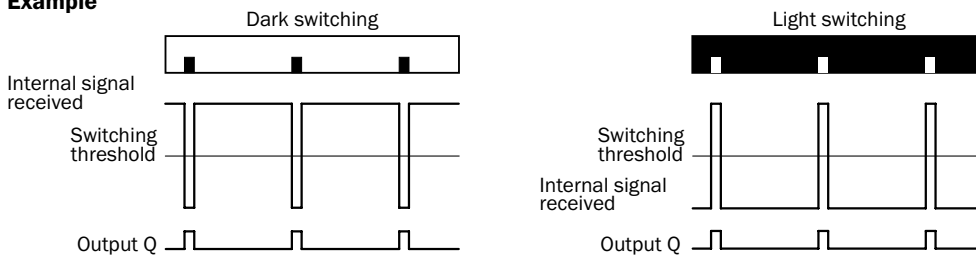 Example
Dark switching
Internal signal
received
Switching
threshold
Output Q
Light switching
Switching
threshold
Internal signal
received
Output Q